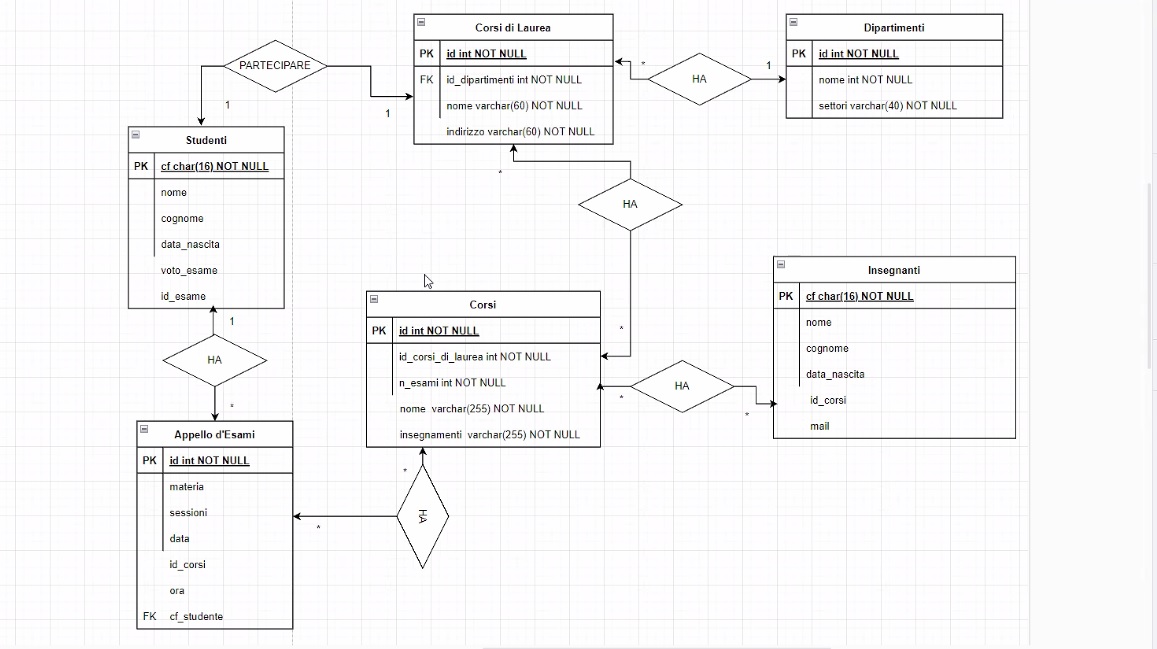 Corsi di Laurea
PK id int NOT NULL
FK id_dipartimenti int NOT NULL
nome varchar(60) NOT NULL
indirizzo varchar(60) NOT NULL
* HA 1
Dipartimenti
PK id int NOT NULL
nome int NOT NULL
settori varchar(40) NOT NULL
PARTECIPARE
1
1
Studenti
PK cf char(16) NOT NULL
nome
cognome
data_nascita
voto_esame
id_esame
*
HA
*
Insegnanti
PK cf char(16) NOT NULL
nome
cognome
data_nascita
id_corsi
mail
Corsi
PK id int NOT NULL
id_corsi_di_laurea int NOT NULL
n_esami int NOT NULL
nome varchar(255) NOT NULL
insegnamenti varchar(255) NOT NULL
* HA *
1
HA
*
Appello d'Esami
PK id int NOT NULL
materia
sessioni
data
id_corsi
ora
FK cf_studente
*
HA
*